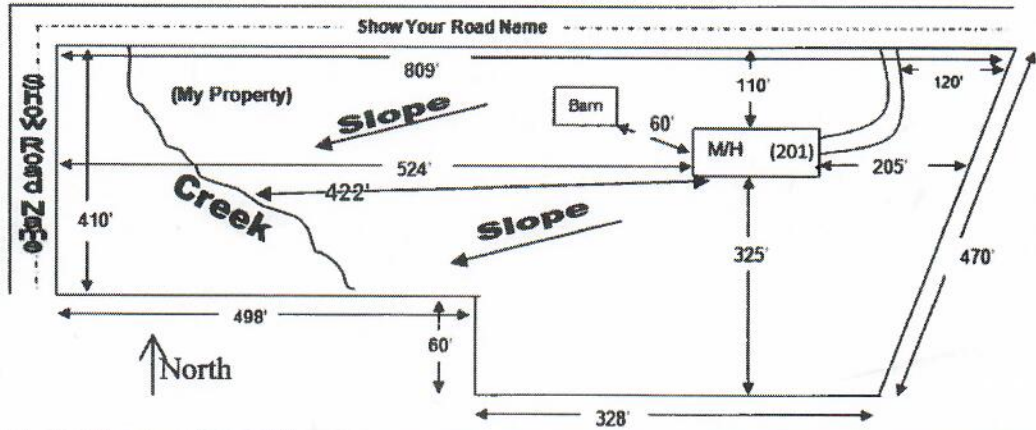 Show Your Road Name
809'
110'
120'
(My Property)
Slope
Barn
60'
M/H (201)
Show Road Name
524'
205'
422'
Creek
410'
Slope
325'
470'
498'
60'
North
328'